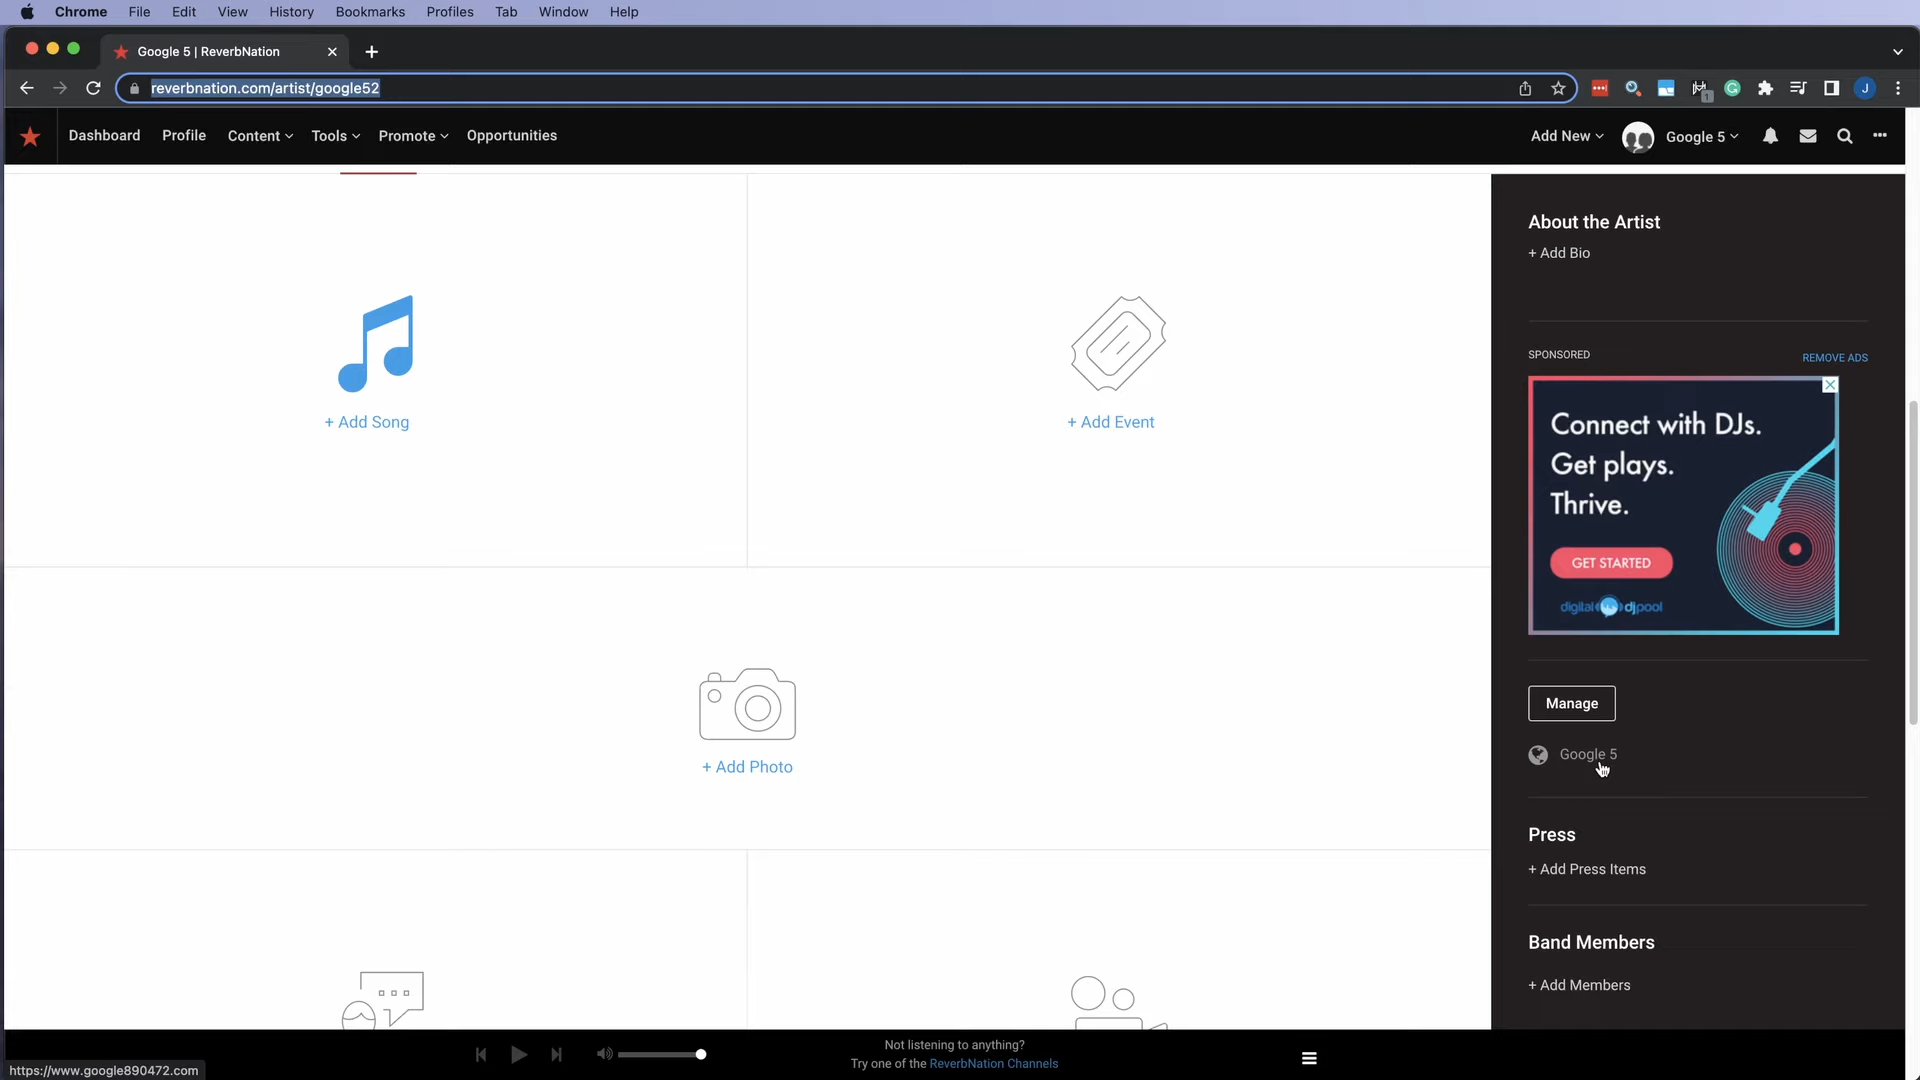 Chrome File Edit View History Bookmarks Profiles Tab Window Help
Google 5 | ReverbNation
reverbnation.com/artist/google52
1
J
Dashboard Profile Content Tools Promote Opportunities
Add New Google 5
About the Artist
+ Add Bio
SPONSORED REMOVE ADS
Connect with DJs.
Get plays.
Thrive.
GET STARTED
digital djpool
+ Add Song
+ Add Event
+ Add Photo
Manage
Google 5
Press
+ Add Press Items
Band Members
+ Add Members
Not listening to anything?
Try one of the ReverbNation Channels
https://www.google890472.com